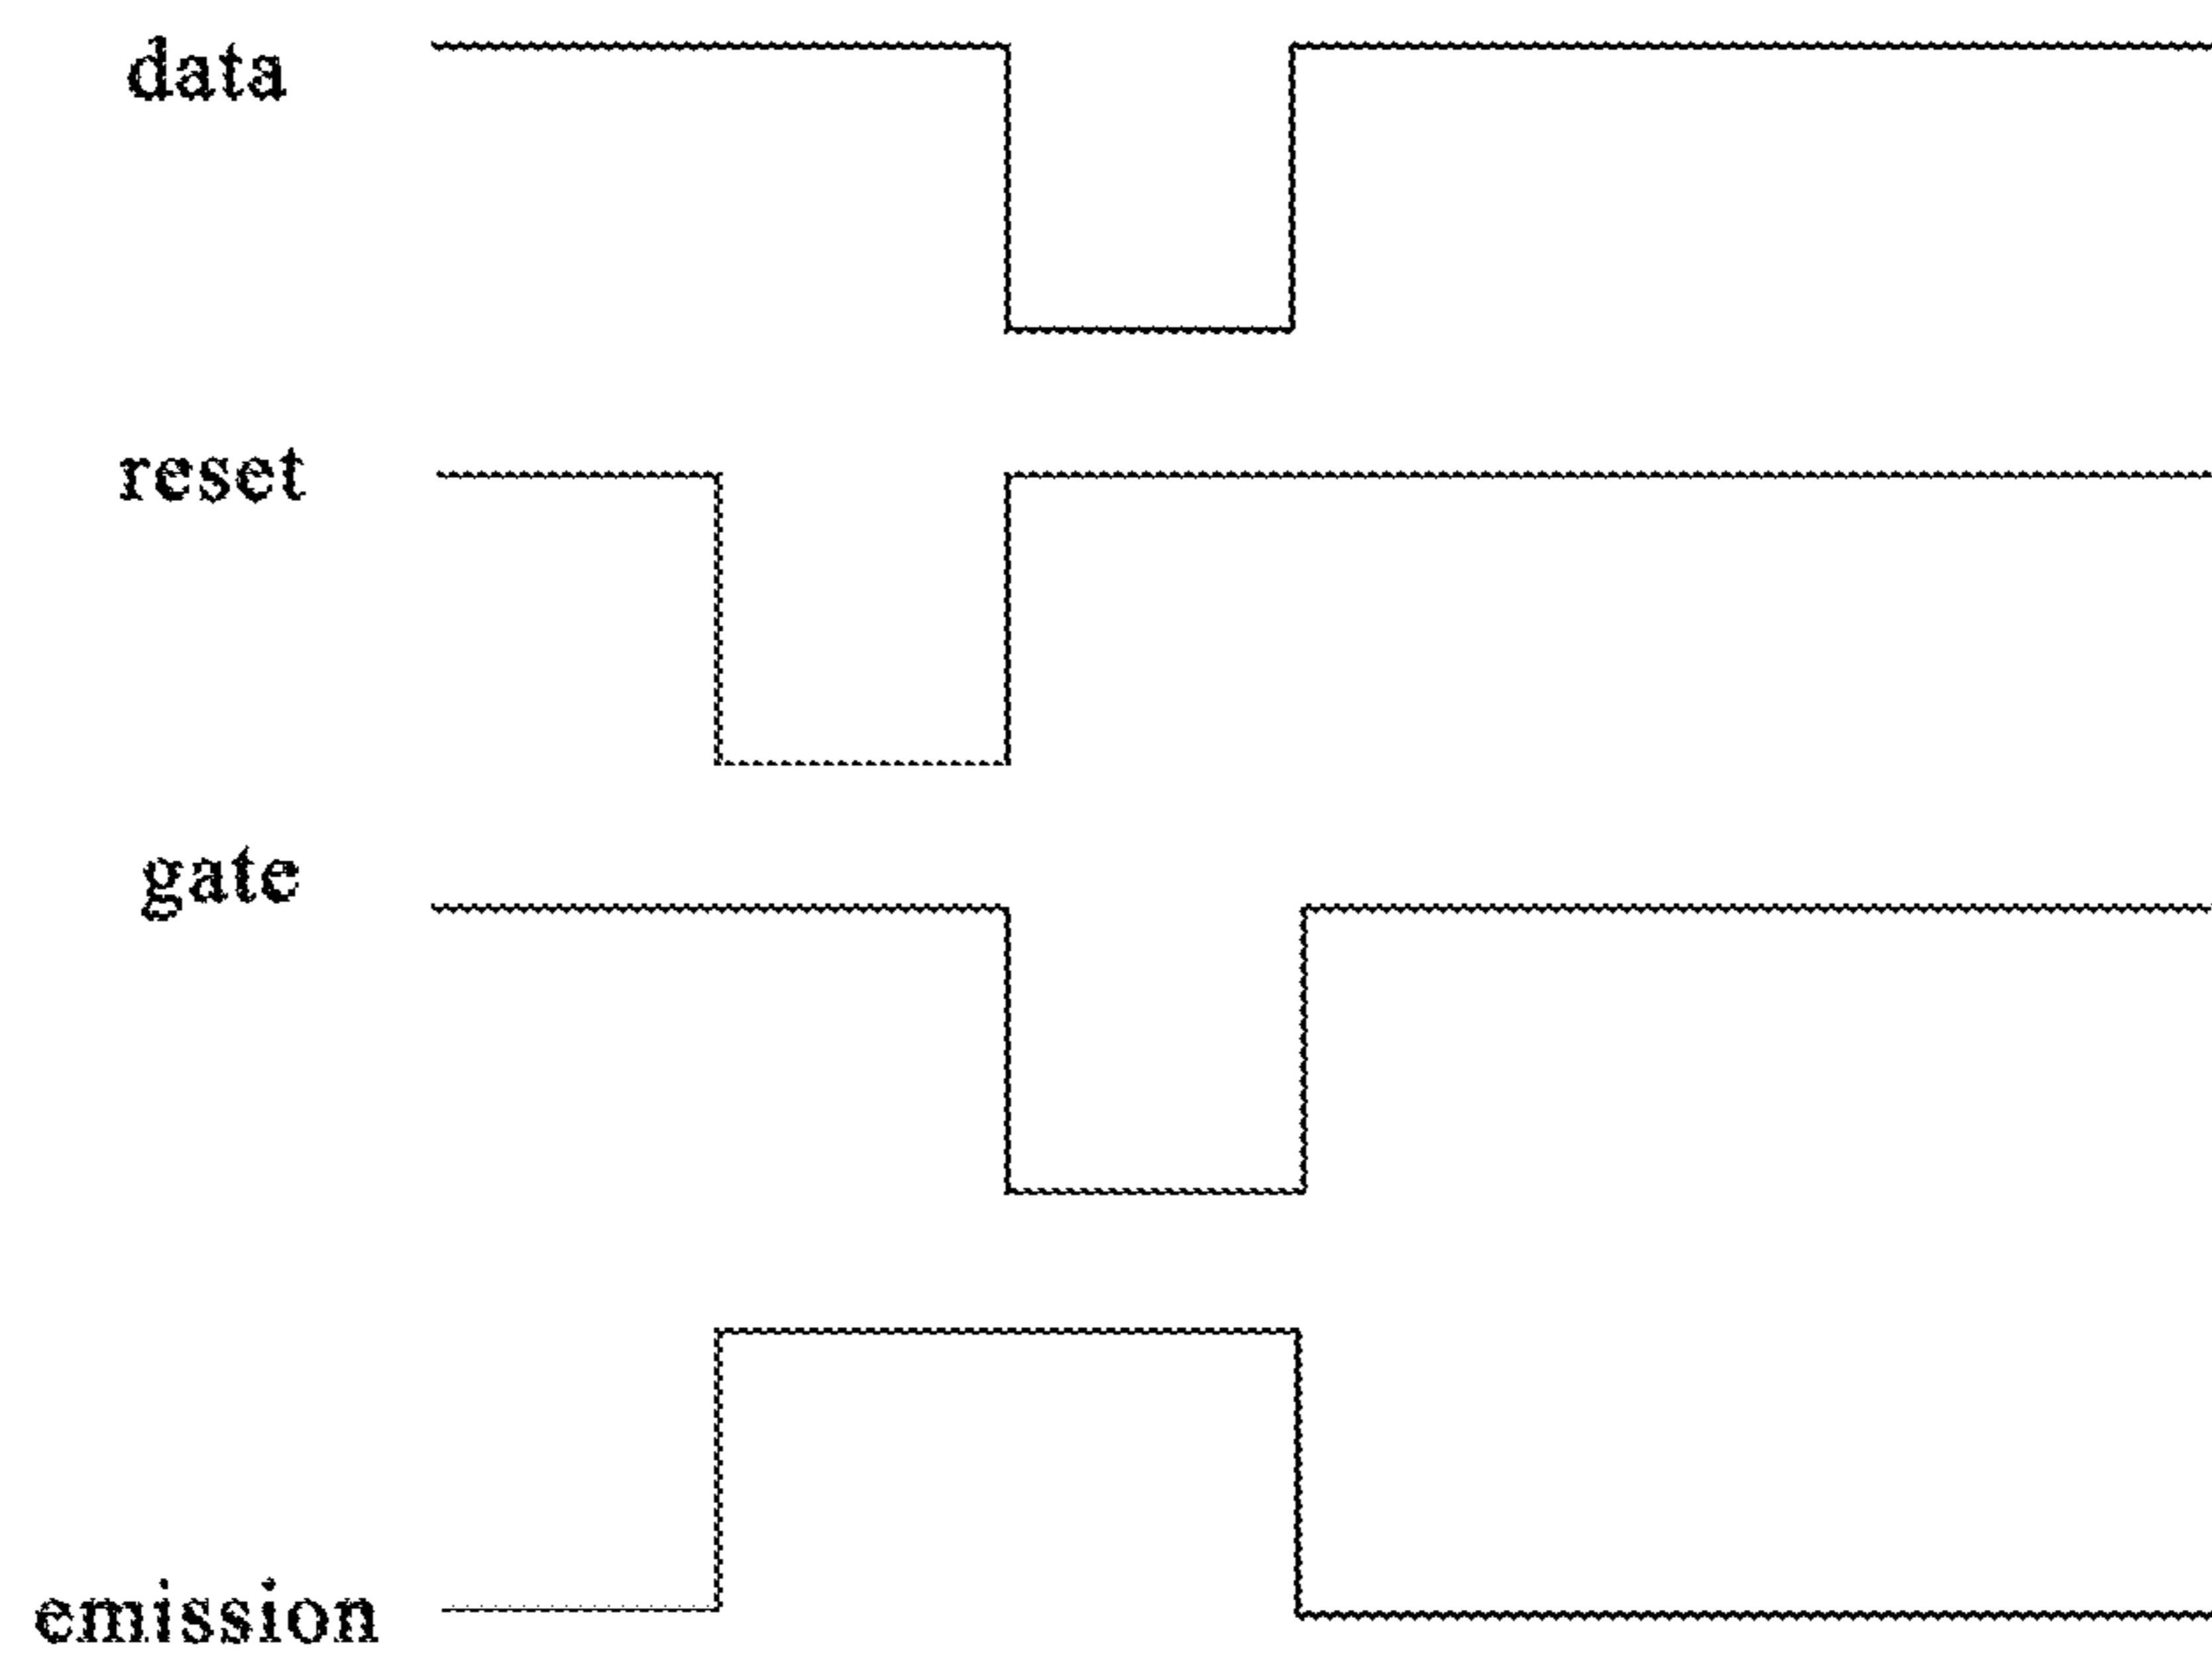 data
reset
gate
emission